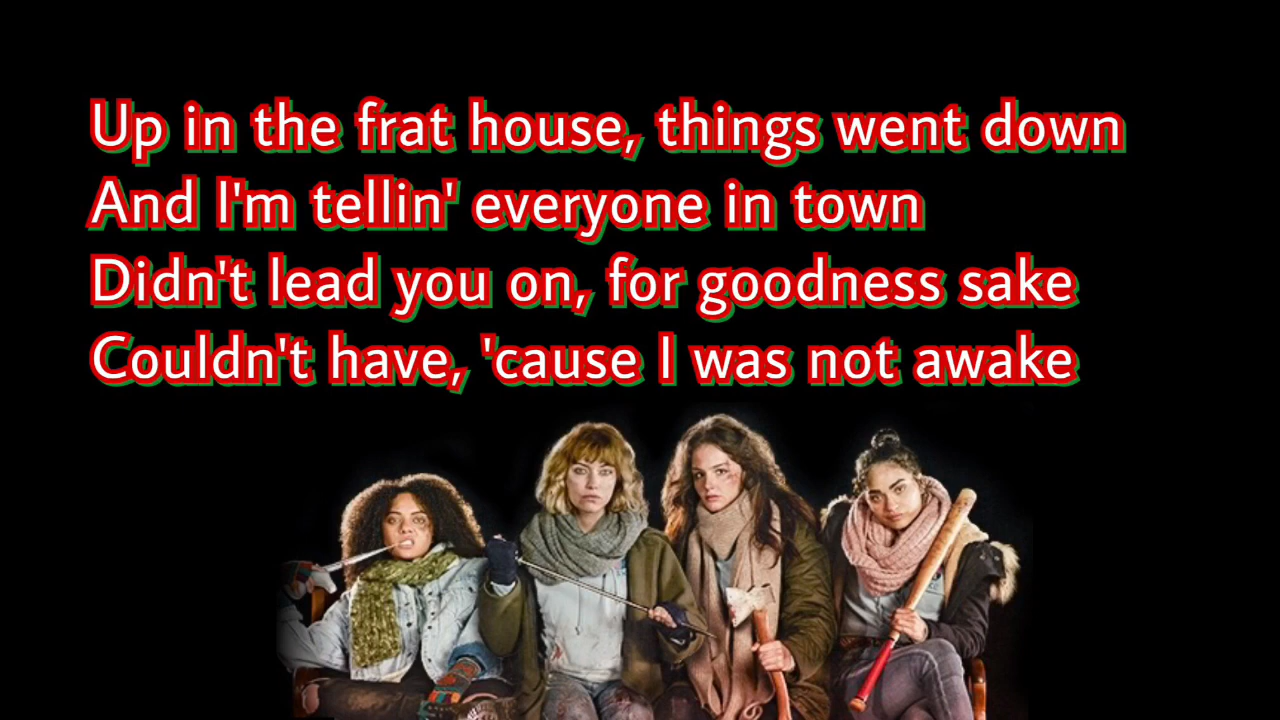 Up in the frat house, things went down
And I'm tellin' everyone in town
Didn't lead you on, for goodness sake
Couldn't have, 'cause I was not awake